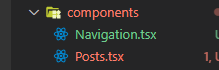 components
Navigation.tsx
Posts.tsx 1,